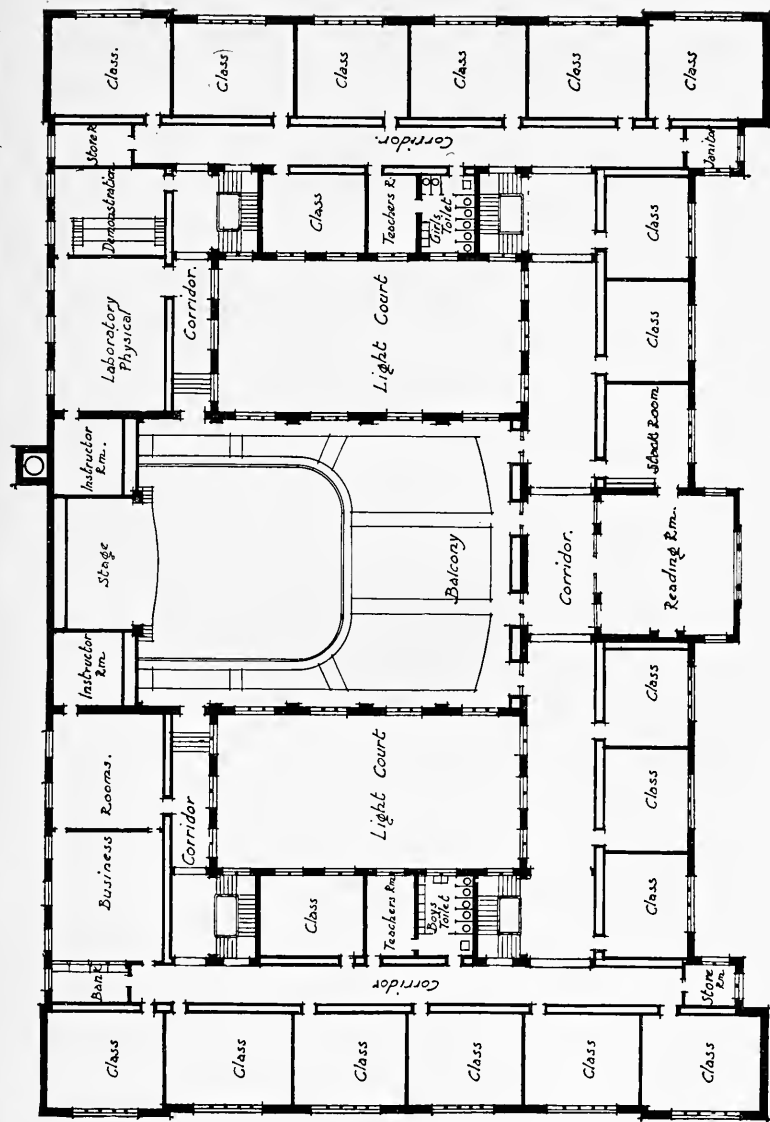 Class
Bank
Business
Rooms.
Instructor
Rm
Stage
Instructor
Rm.
Laboratory
Physical
Demonstration
Store R
Class.
Corridor
Corridor.
Class
Class
Class
Class
Class
Class
Corridor
Teachers Rm
Light Court
Light Court
Teachers R.
Corridor.
Boys
Toilet
Girls
Toilet
Class
Balcony
Class
Class
Corridor.
Class
Class
Class
Class
Class
Reading Rm.
Stock Room
Class
Class
Class
Store
Rm
Janitor
Class